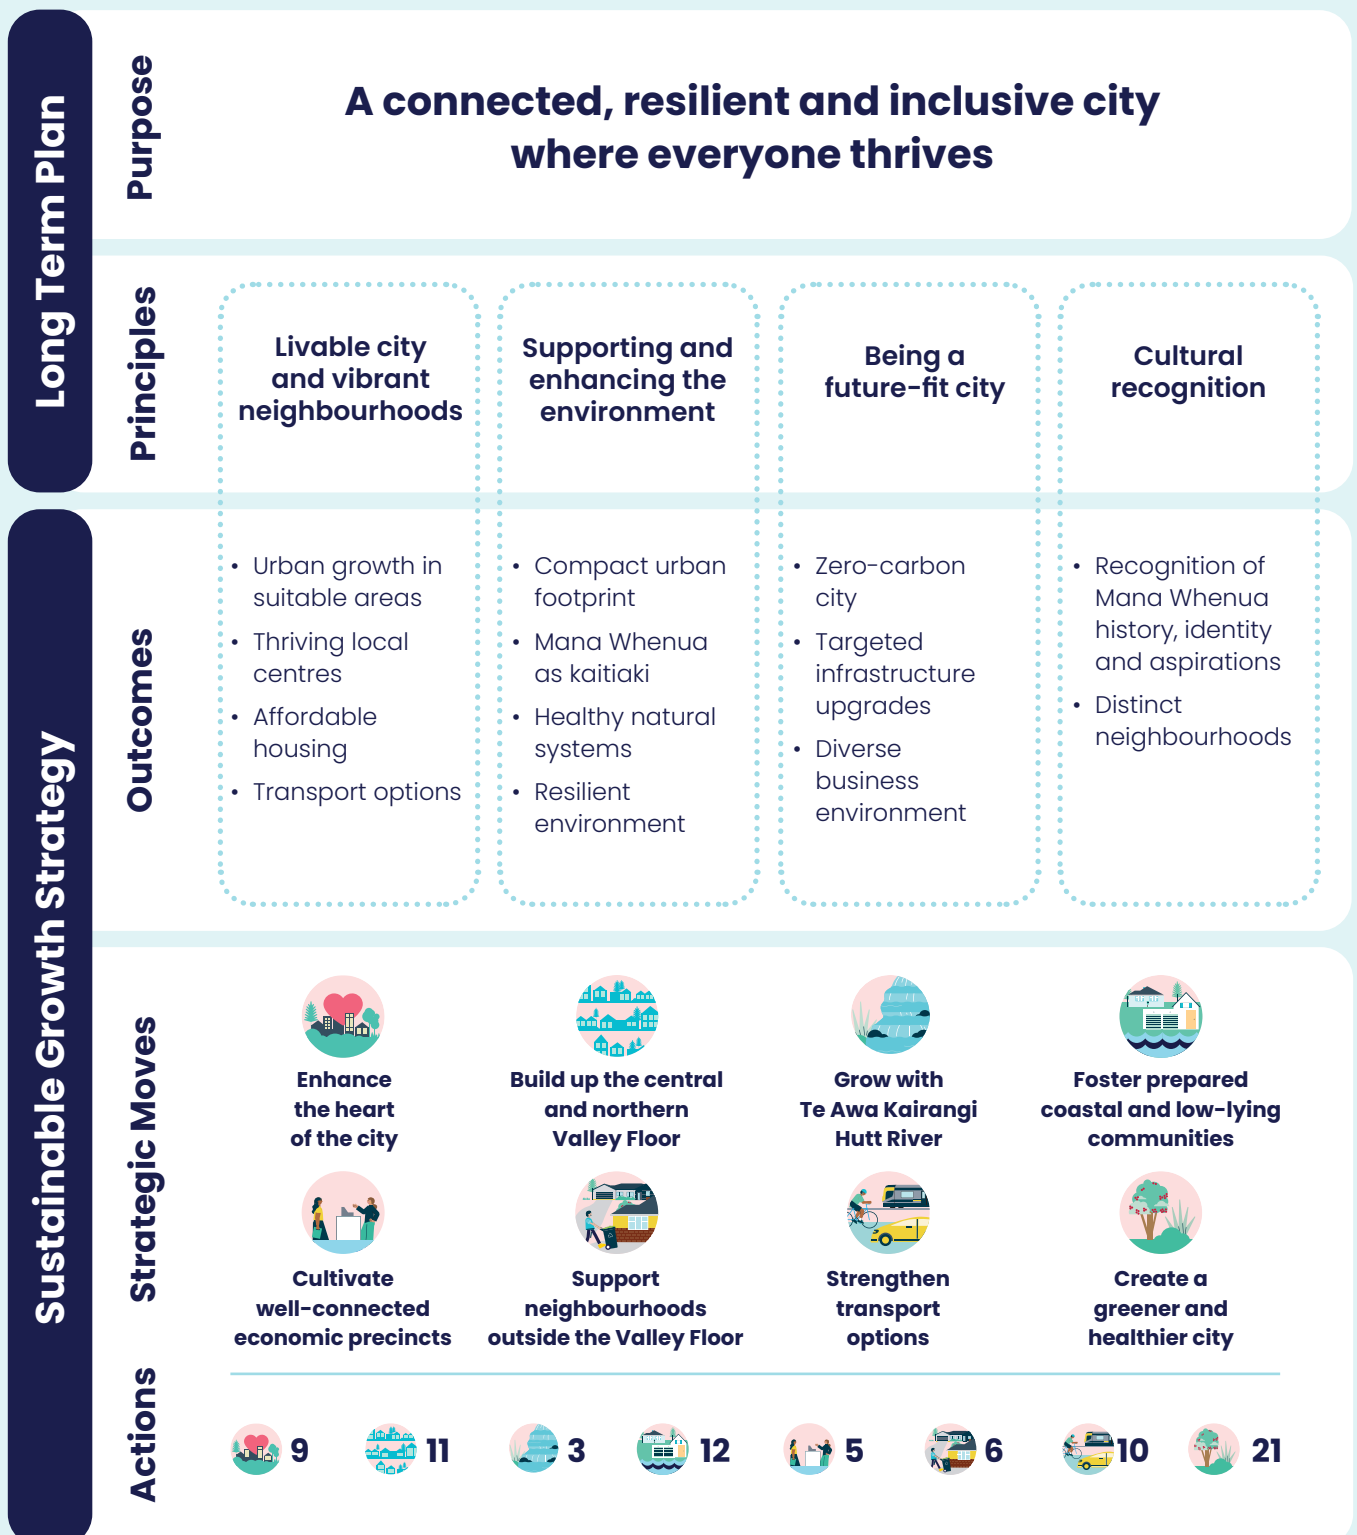 Long Term Plan
Purpose
A connected, resilient and inclusive city
where everyone thrives
Principles
Livable city
and vibrant
neighbourhoods
Supporting and
enhancing the
environment
Being a
future-fit city
Cultural
recognition
Sustainable Growth Strategy
Outcomes
• Urban growth in
suitable areas
• Thriving local
centres
• Affordable
housing
• Transport options
• Compact urban
footprint
• Mana Whenua
as kaitiaki
• Healthy natural
systems
• Resilient
environment
• Zero-carbon
city
• Targeted
infrastructure
upgrades
• Diverse
business
environment
• Recognition of
Mana Whenua
history, identity
and aspirations
• Distinct
neighbourhoods
Strategic Moves
Enhance
the heart
of the city
Build up the central
and northern
Valley Floor
Grow with
Te Awa Kairangi
Hutt River
Foster prepared
coastal and low-lying
communities
Cultivate
well-connected
economic precincts
Support
neighbourhoods
outside the Valley Floor
Strengthen
transport
options
Create a
greener and
healthier city
Actions
9
11
3
12
5
6
10
21